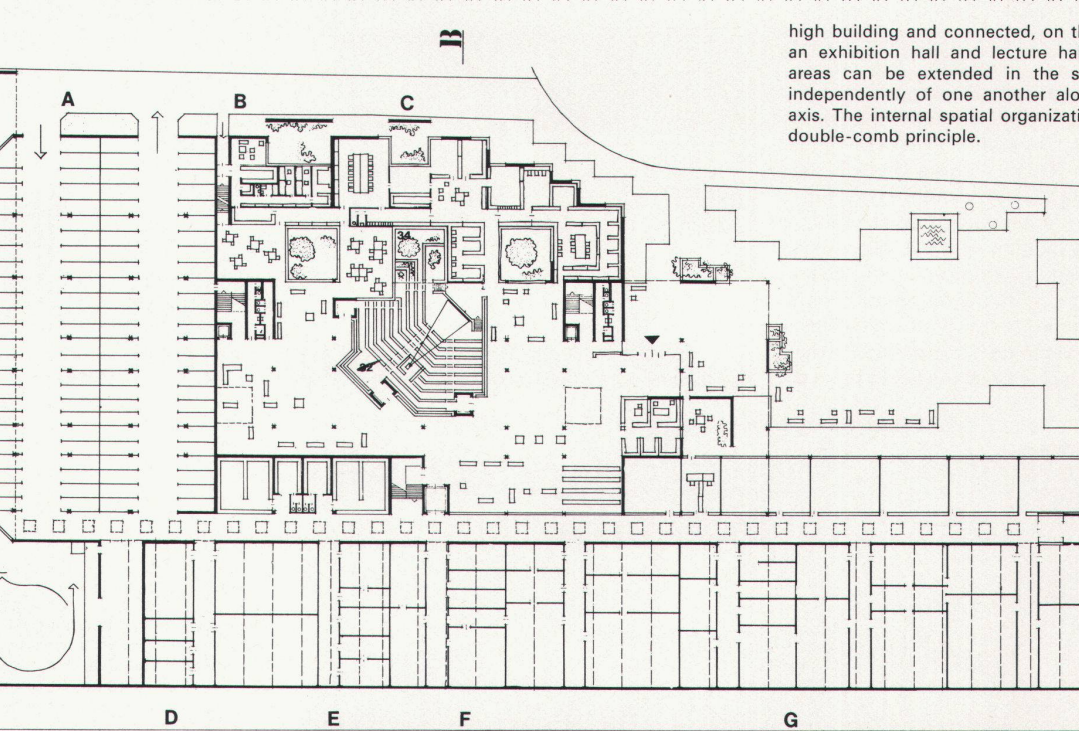 high building and connected, on th
an exhibition hall and lecture ha
areas can be extended in the s
independently of one another alo
axis. The internal spatial organizati
double-comb principle.
B
A B C
34
D E F G